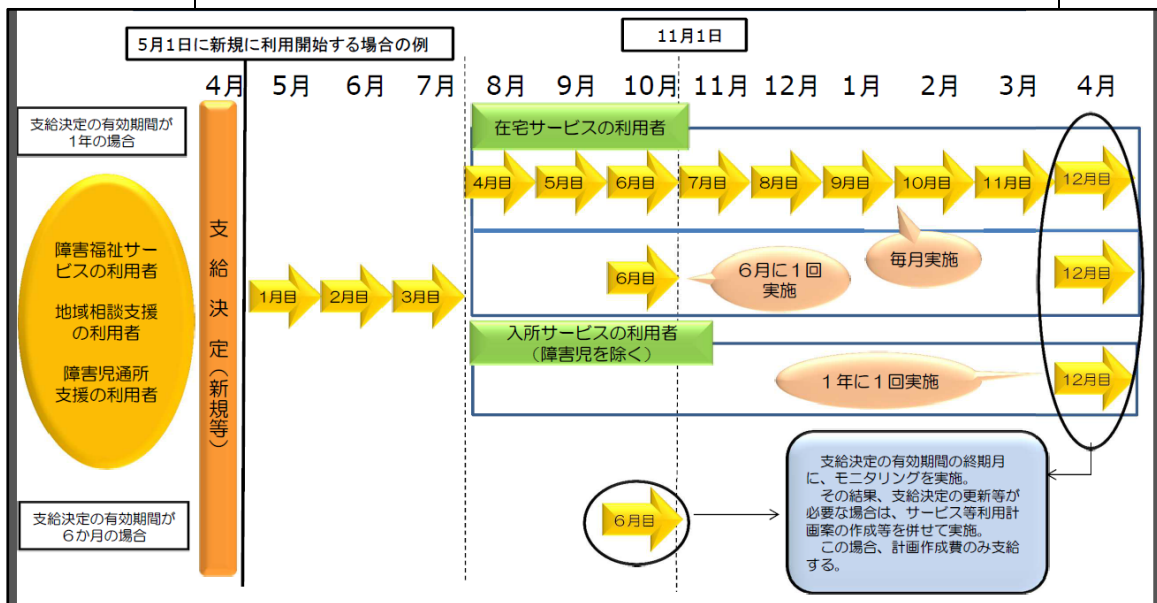 5月1日に新規に利用開始する場合の例
11月1日
4月
5月
6月
7月
8月
9月
10月
11月
12月
1月
2月
3月
4月
支給決定の有効期間が
1年の場合
障害福祉サー
ビスの利用者
地域相談支援
の利用者
障害児通所
支援の利用者
支給決定の有効期間が
6か月の場合
支給決定(新規等)
1月目
2月目
3月目
在宅サービスの利用者
4月目
5月目
6月目
7月目
8月目
9月目
10月目
11月目
12月目
毎月実施
6月目
6月に1回
実施
12月目
入所サービスの利用者
(障害児を除く)
1年に1回実施
12月目
6月目
支給決定の有効期間の終期月
に、モニタリングを実施。
その結果、支給決定の更新等が
必要な場合は、サービス等利用計
画案の作成等を併せて実施。
この場合、計画作成費のみ支給
する。